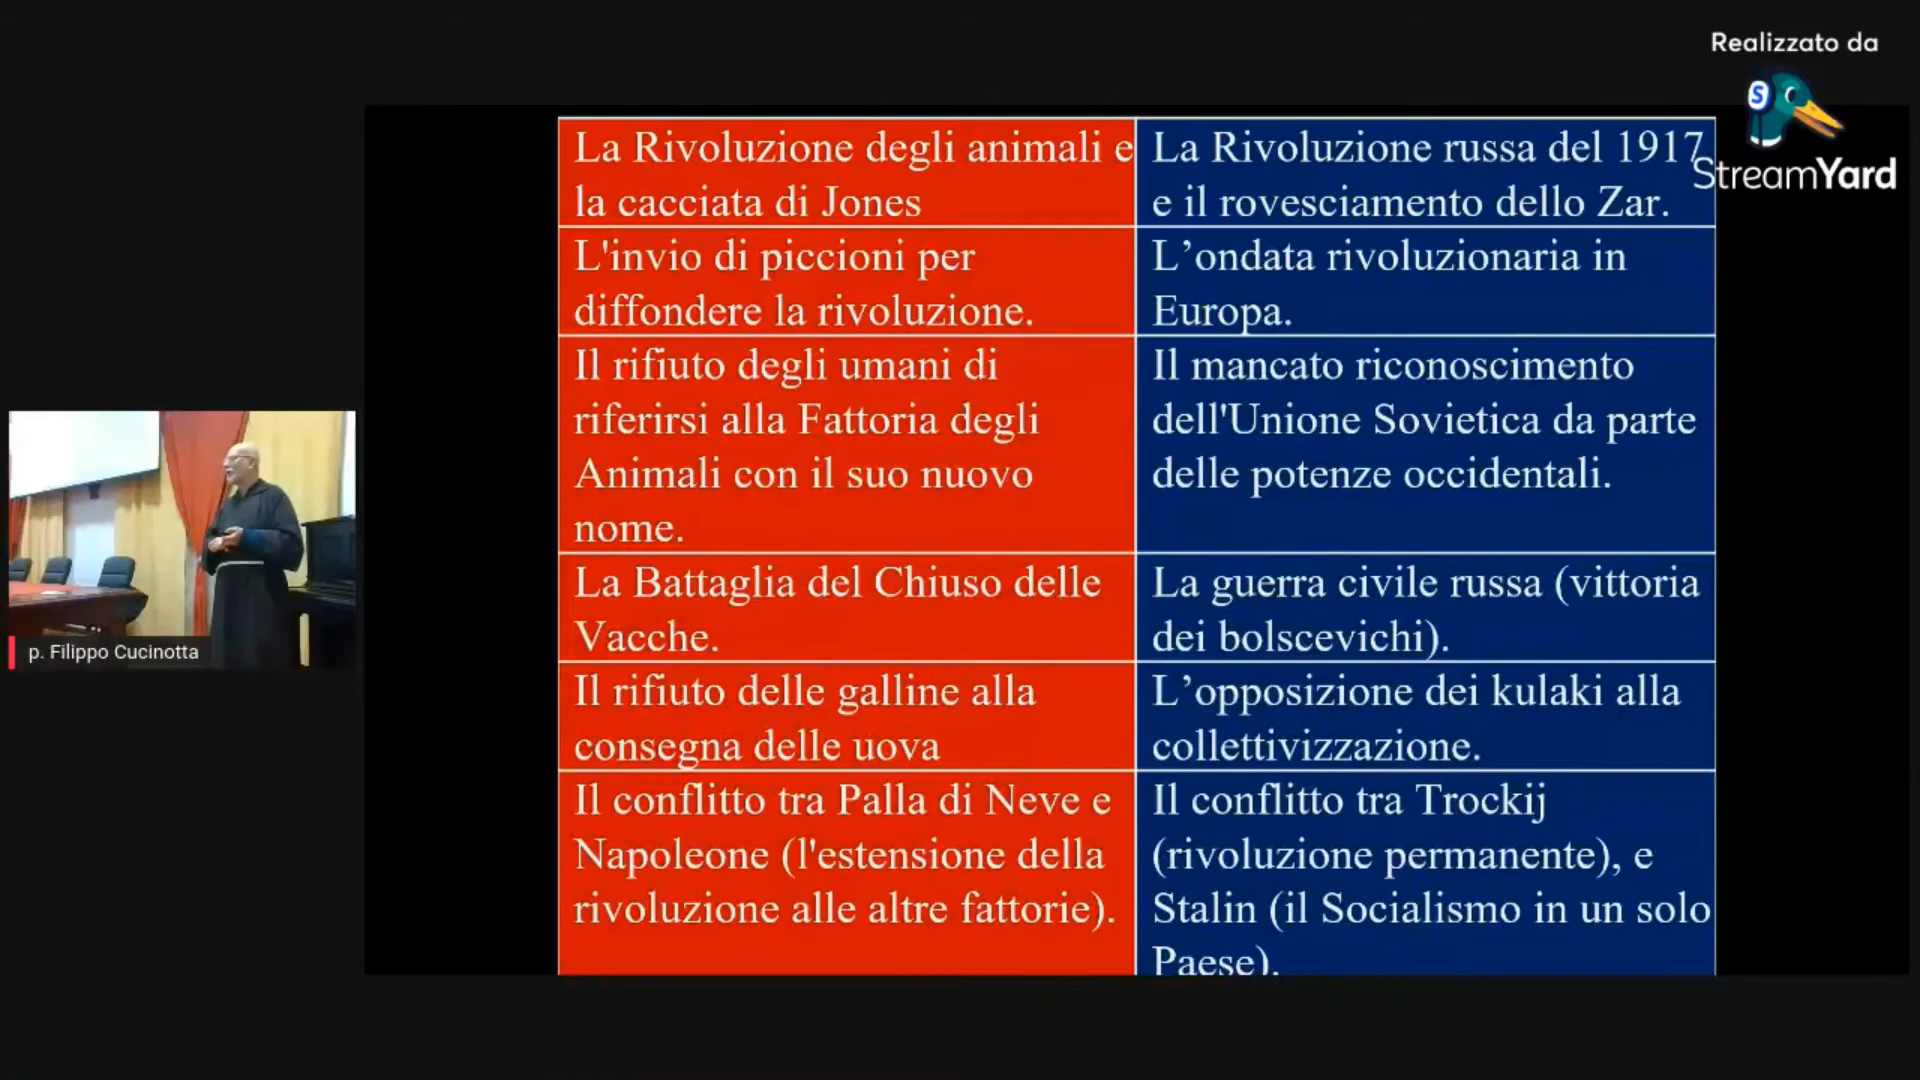 Realizzato da
StreamYard
La Rivoluzione degli animali e
la cacciata di Jones
La Rivoluzione russa del 1917
e il rovesciamento dello Zar.
L'invio di piccioni per
diffondere la rivoluzione.
L’ondata rivoluzionaria in
Europa.
Il rifiuto degli umani di
riferirsi alla Fattoria degli
Animali con il suo nuovo
nome.
Il mancato riconoscimento
dell'Unione Sovietica da parte
delle potenze occidentali.
La Battaglia del Chiuso delle
Vacche.
La guerra civile russa (vittoria
dei bolscevichi).
Il rifiuto delle galline alla
consegna delle uova
L’opposizione dei kulaki alla
collettivizzazione.
Il conflitto tra Palla di Neve e
Napoleone (l'estensione della
rivoluzione alle altre fattorie).
Il conflitto tra Trockij
(rivoluzione permanente), e
Stalin (il Socialismo in un solo
Paese).
p. Filippo Cucinotta